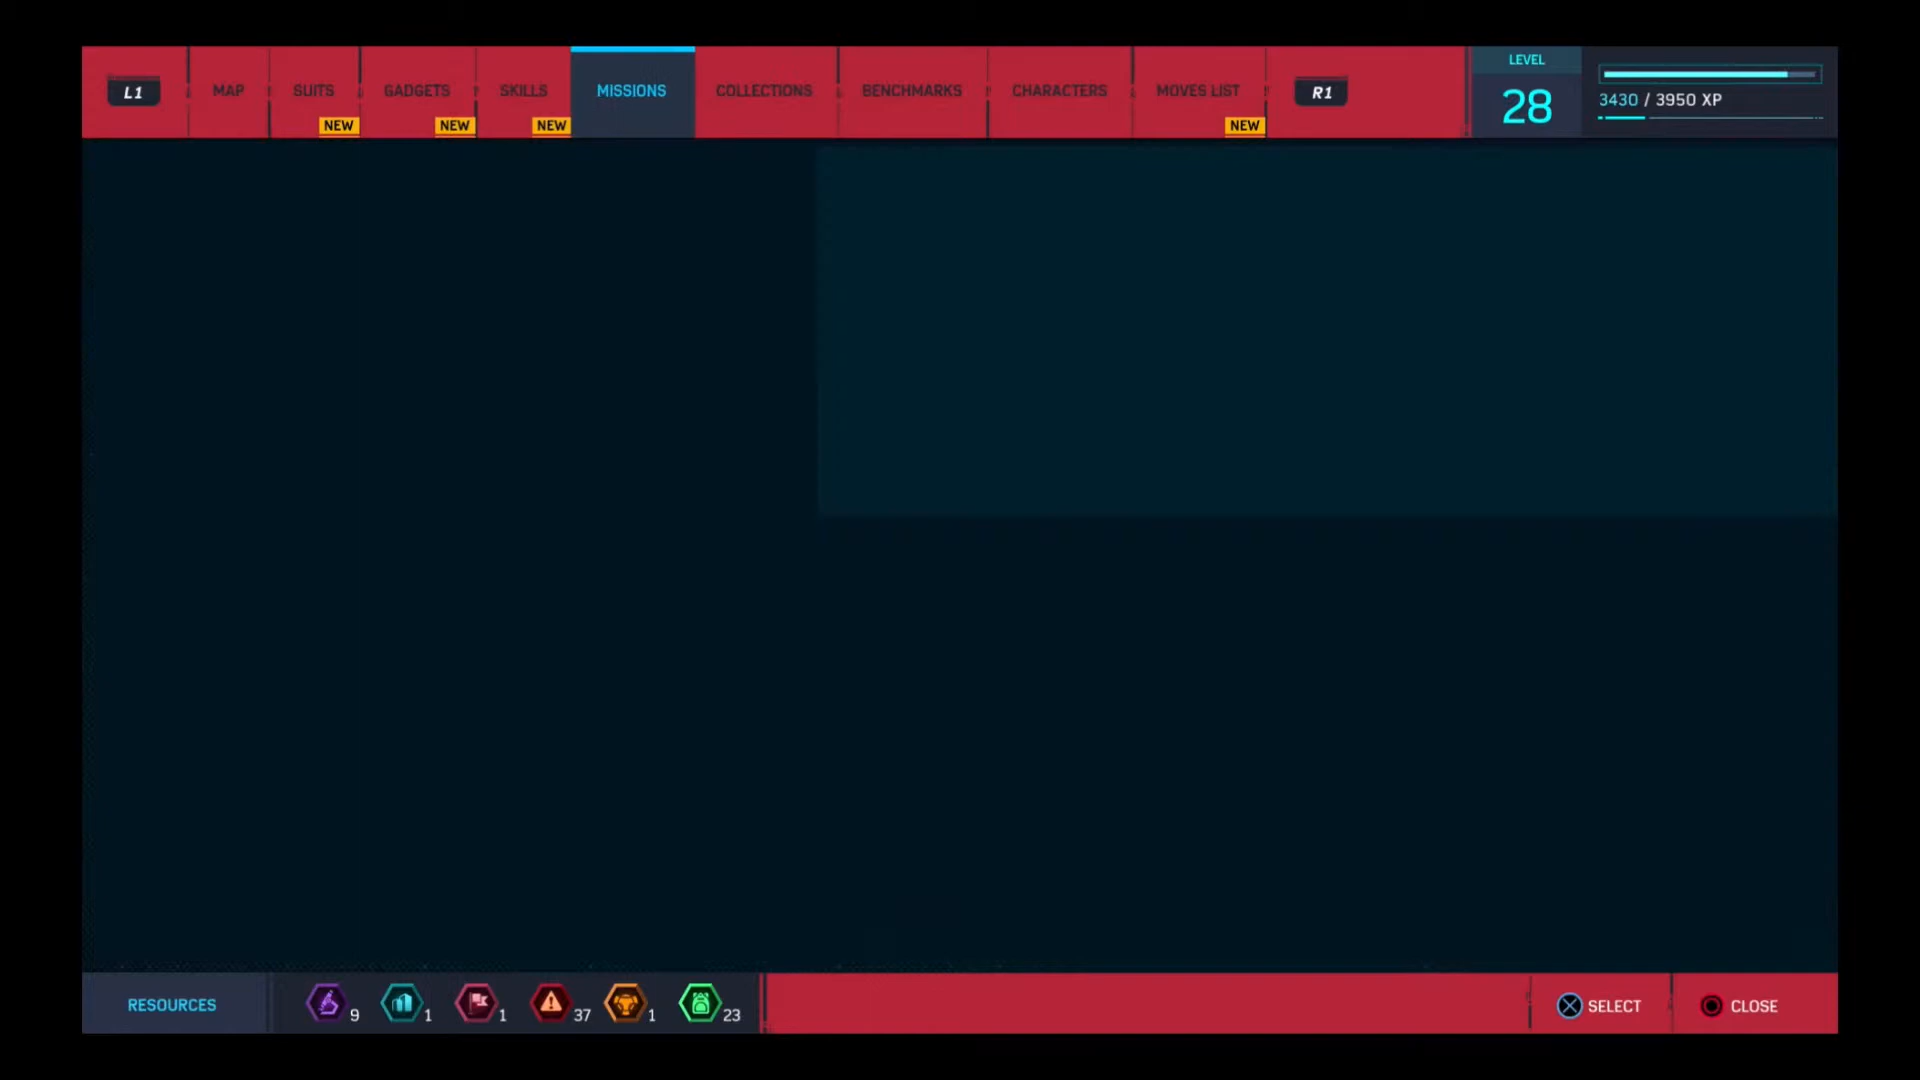 L1 MAP SUITS GADGETS SKILLS MISSIONS COLLECTIONS BENCHMARKS CHARACTERS MOVES LIST R1
NEW NEW NEW NEW
LEVEL
28
3430 / 3950 XP
RESOURCES 9 1 1 37 1 23 SELECT CLOSE